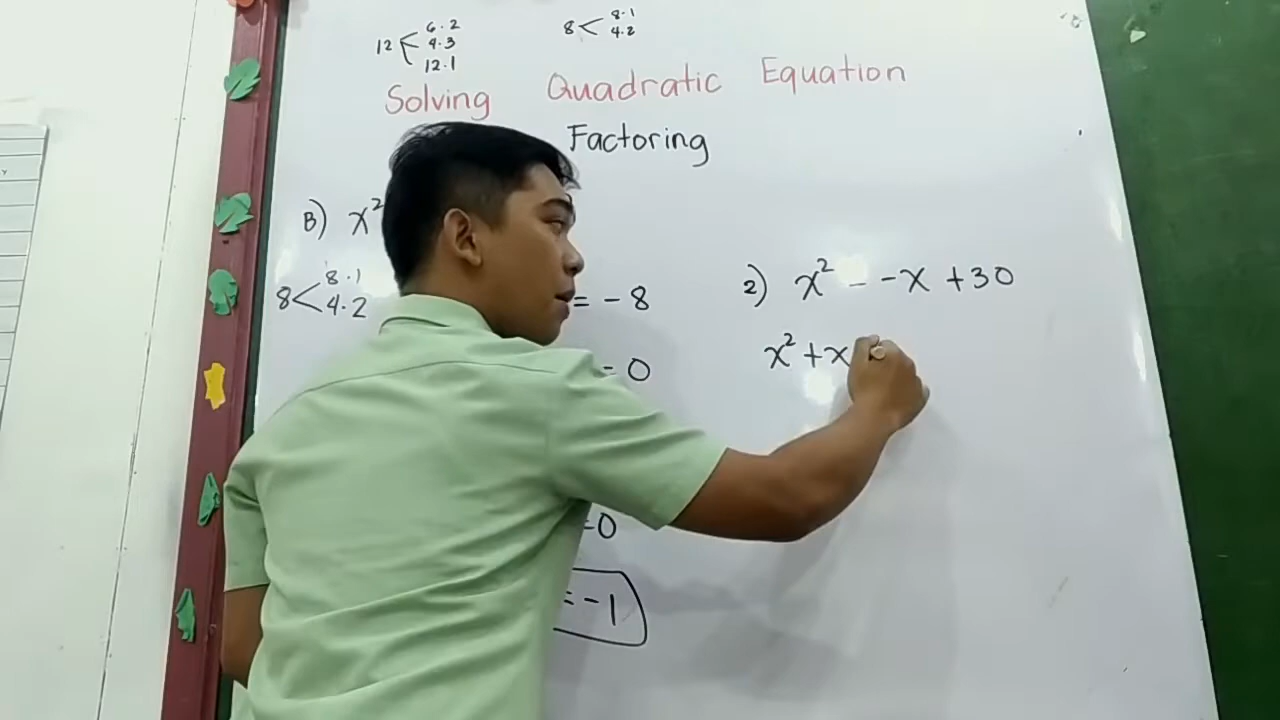 12 < 6·2
4·3
12·1
8 < 8·1
4·2
Solving Quadratic Equation
Factoring
B) x²
8 < 8·1
4·2
= -8
= 0
=0
= -1
2) x² - -x +30
x² +x